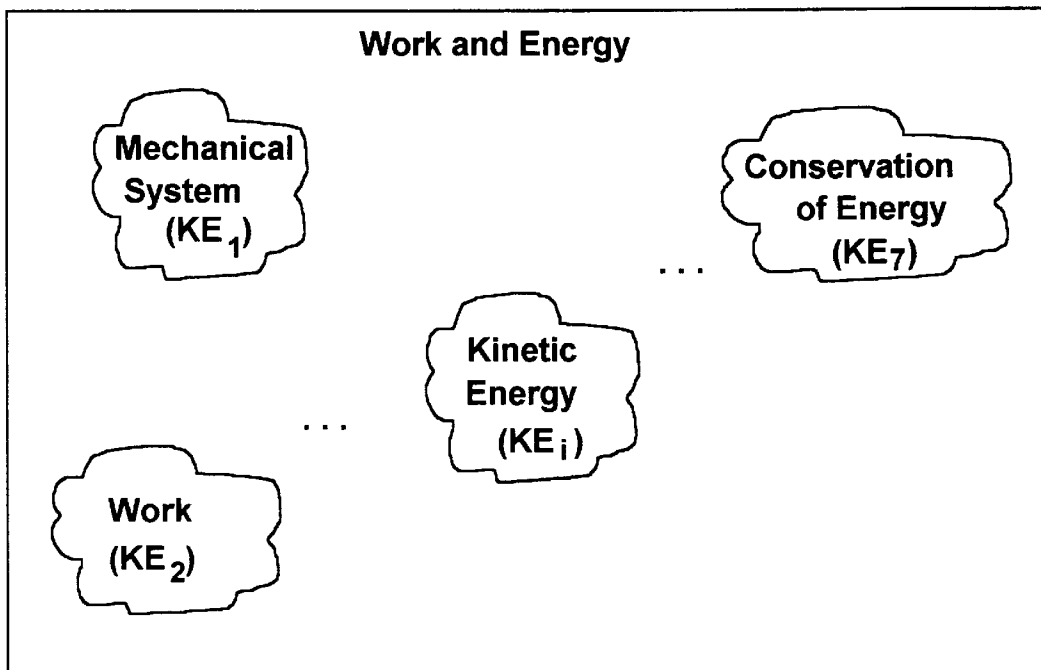 Work and Energy
Mechanical
System
(KE1)
Conservation
of Energy
(KE7)
...
Kinetic
Energy
(KEi)
...
Work
(KE2)